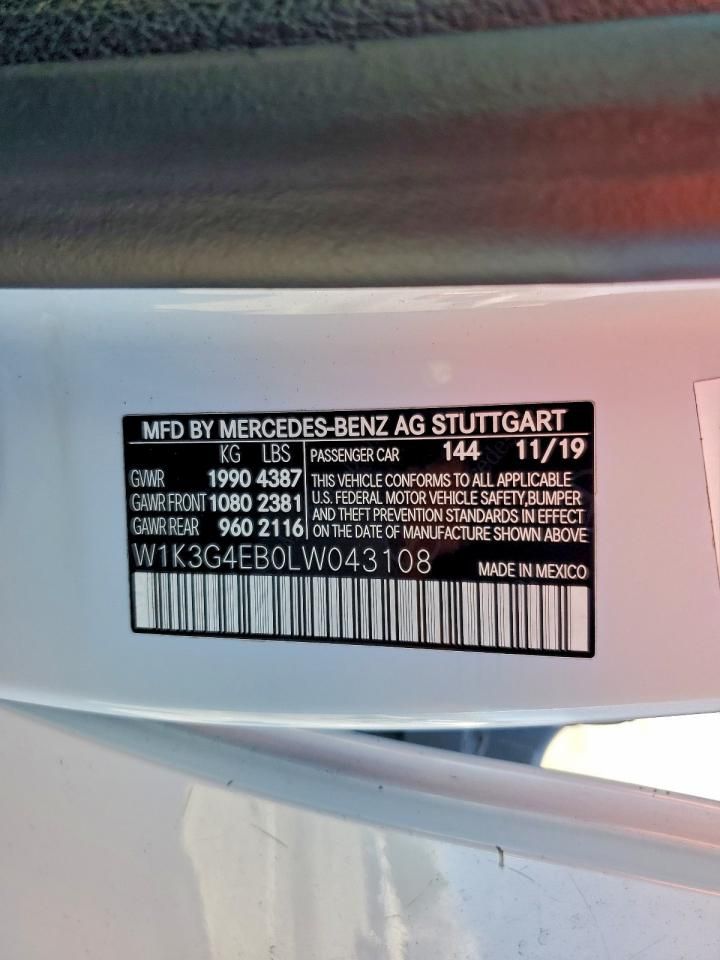 MFD BY MERCEDES-BENZ AG STUTTGART
KG LBS
GVWR 1990 4387
GAWR FRONT 1080 2381
GAWR REAR 960 2116
PASSENGER CAR 144 11/19
THIS VEHICLE CONFORMS TO ALL APPLICABLE
U.S. FEDERAL MOTOR VEHICLE SAFETY,BUMPER
AND THEFT PREVENTION STANDARDS IN EFFECT
ON THE DATE OF MANUFACTURE SHOWN ABOVE
W1K3G4EB0LW043108 MADE IN MEXICO